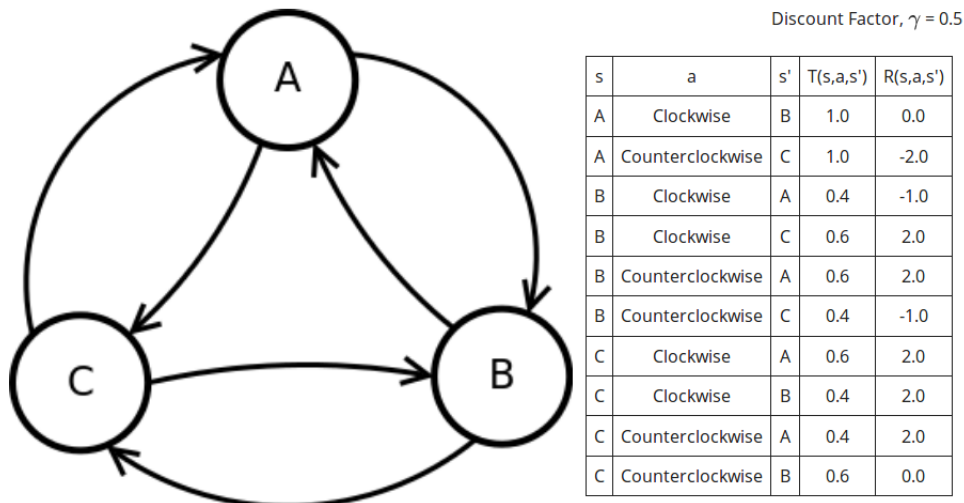 Discount Factor, γ = 0.5
A
C
B
s a s' T(s,a,s') R(s,a,s')
A Clockwise B 1.0 0.0
A Counterclockwise C 1.0 -2.0
B Clockwise A 0.4 -1.0
B Clockwise C 0.6 2.0
B Counterclockwise A 0.6 2.0
B Counterclockwise C 0.4 -1.0
C Clockwise A 0.6 2.0
C Clockwise B 0.4 2.0
C Counterclockwise A 0.4 2.0
C Counterclockwise B 0.6 0.0